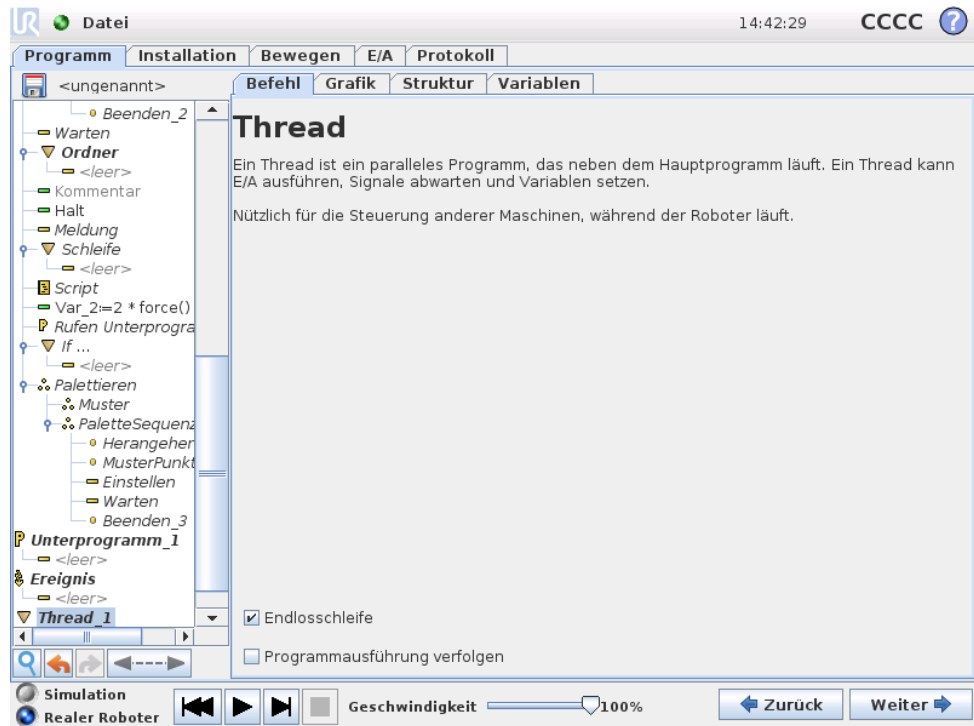 UR Datei 14:42:29 CCCC ?
Programm Installation Bewegen E/A Protokoll
<ungenannt>
Befehl Grafik Struktur Variablen
Beenden_2
Warten
Ordner
<leer>
Kommentar
Halt
Meldung
Schleife
<leer>
Script
Var_2:=2 * force()
Rufen Unterprogra
If ...
<leer>
Palettieren
Muster
PaletteSequenz
Herangehen
MusterPunkt
Einstellen
Warten
Beenden_3
Unterprogramm_1
<leer>
Ereignis
<leer>
Thread_1
Thread
Ein Thread ist ein paralleles Programm, das neben dem Hauptprogramm läuft. Ein Thread kann
E/A ausführen, Signale abwarten und Variablen setzen.
Nützlich für die Steuerung anderer Maschinen, während der Roboter läuft.
Endlosschleife
Programmausführung verfolgen
Simulation
Realer Roboter
Geschwindigkeit 100%
Zurück Weiter